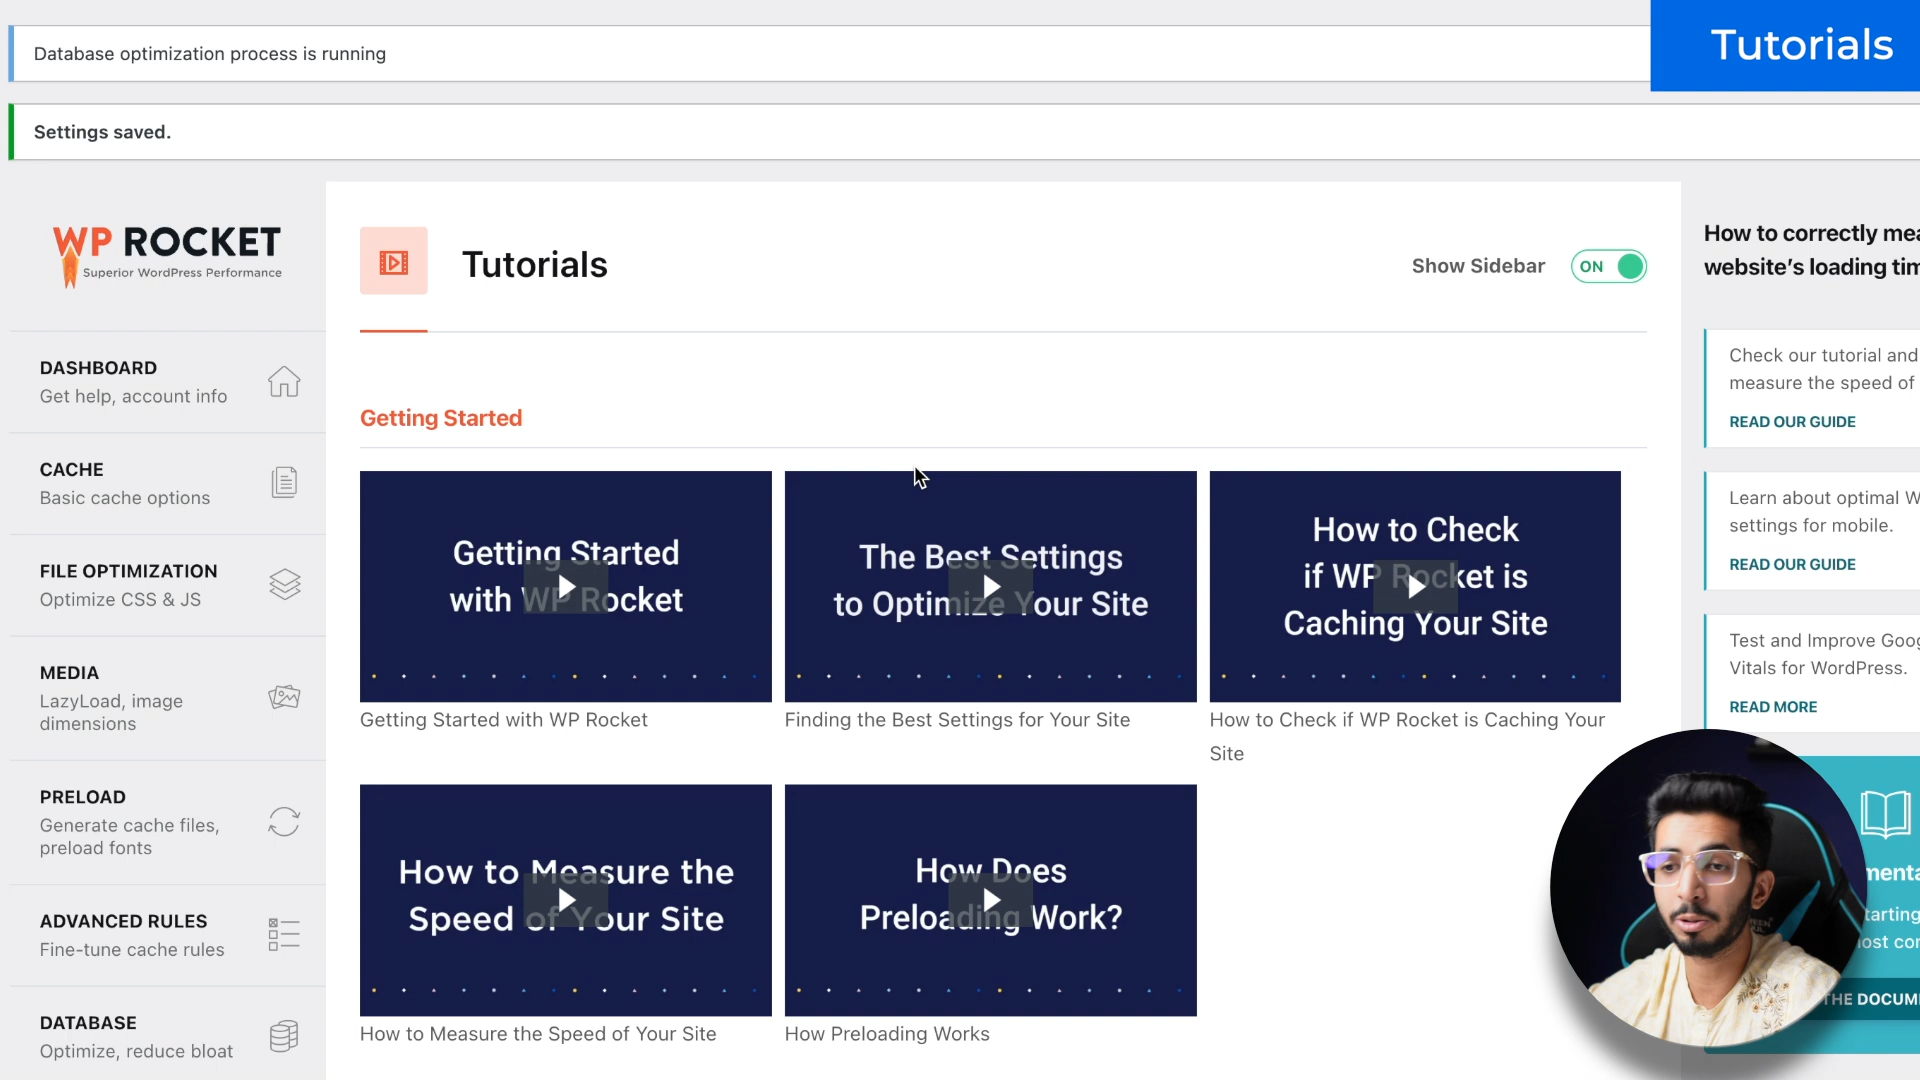 Database optimization process is running
Tutorials
Settings saved.
WP ROCKET
Superior WordPress Performance
Tutorials
Show Sidebar
ON
How to correctly mea
website's loading tim
DASHBOARD
Get help, account info
CACHE
Basic cache options
FILE OPTIMIZATION
Optimize CSS & JS
MEDIA
LazyLoad, image
dimensions
PRELOAD
Generate cache files,
preload fonts
ADVANCED RULES
Fine-tune cache rules
DATABASE
Optimize, reduce bloat
Getting Started
Getting Started
with WP Rocket
Getting Started with WP Rocket
The Best Settings
to Optimize Your Site
Finding the Best Settings for Your Site
How to Check
if WP Rocket is
Caching Your Site
How to Check if WP Rocket is Caching Your
Site
How to Measure the
Speed of Your Site
How to Measure the Speed of Your Site
How Does
Preloading Work?
How Preloading Works
Check our tutorial and
measure the speed of
READ OUR GUIDE
Learn about optimal W
settings for mobile.
READ OUR GUIDE
Test and Improve Goog
Vitals for WordPress.
READ MORE
menta
tarting
ost con
THE DOCUM